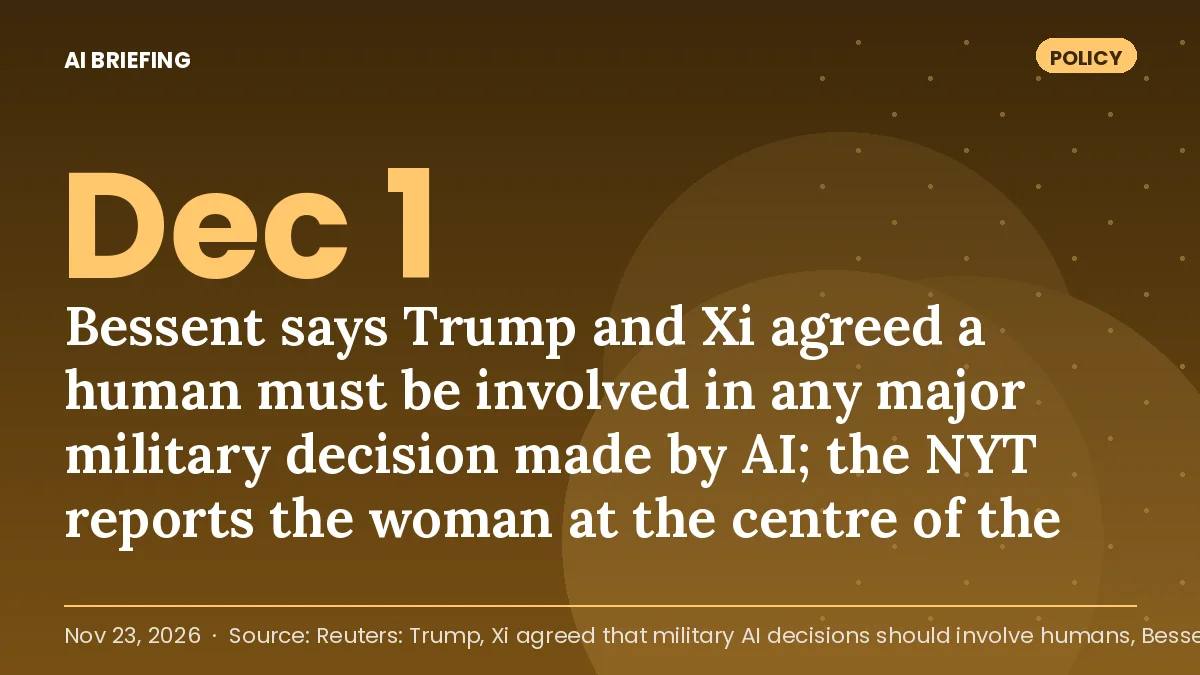 AI BRIEFING
POLICY
Dec 1
Bessent says Trump and Xi agreed a
human must be involved in any major
military decision made by AI; the NYT
reports the woman at the centre of the
Nov 23, 2026 · Source: Reuters: Trump, Xi agreed that military AI decisions should involve humans, Besse